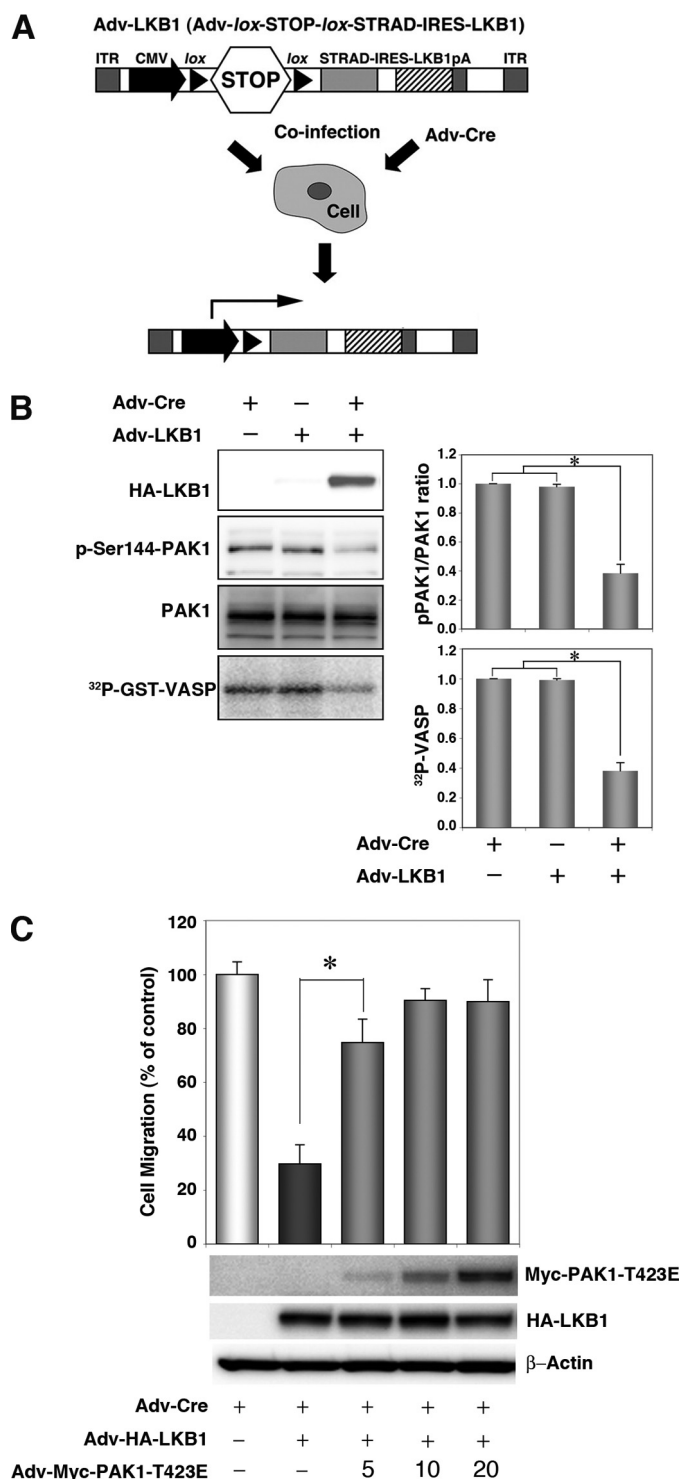 A
Adv-LKB1 (Adv-lox-STOP-lox-STRAD-IRES-LKB1)
ITR CMV lox lox STRAD-IRES-LKB1pA ITR
STOP
Co-infection
Adv-Cre
Cell
B
Adv-Cre + – +
Adv-LKB1 – + +
HA-LKB1
p-Ser144-PAK1
PAK1
³²P-GST-VASP
pPAK1/PAK1 ratio
1.2
1.0
0.8
0.6
0.4
0.2
0.0
*
³²P-VASP
1.2
1.0
0.8
0.6
0.4
0.2
0.0
*
Adv-Cre + – +
Adv-LKB1 – + +
C
Cell Migration (% of control)
120
100
80
60
40
20
0
*
Myc-PAK1-T423E
HA-LKB1
β–Actin
Adv-Cre + + + + +
Adv-HA-LKB1 – + + + +
Adv-Myc-PAK1-T423E – – 5 10 20